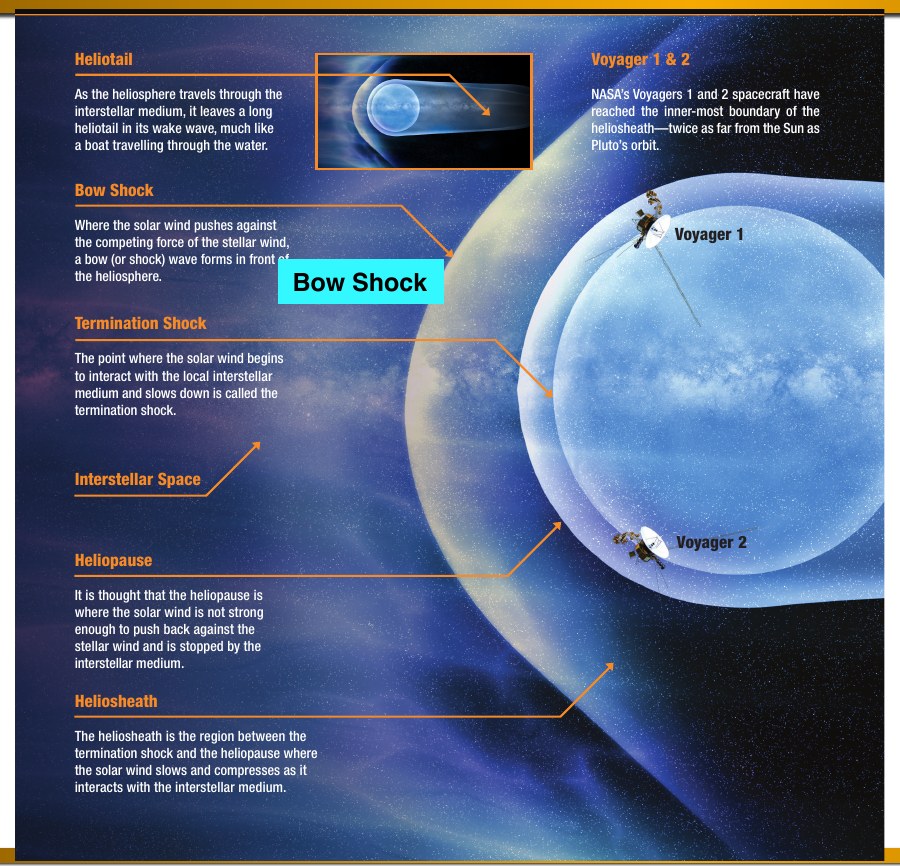 Heliotail
As the heliosphere travels through the
interstellar medium, it leaves a long
heliotail in its wake wave, much like
a boat travelling through the water.
Voyager 1 & 2
NASA's Voyagers 1 and 2 spacecraft have
reached the inner-most boundary of the
heliosheath—twice as far from the Sun as
Pluto's orbit.
Bow Shock
Where the solar wind pushes against
the competing force of the stellar wind,
a bow (or shock) wave forms in front of
the heliosphere.
Bow Shock
Voyager 1
Termination Shock
The point where the solar wind begins
to interact with the local interstellar
medium and slows down is called the
termination shock.
Interstellar Space
Voyager 2
Heliopause
It is thought that the heliopause is
where the solar wind is not strong
enough to push back against the
stellar wind and is stopped by the
interstellar medium.
Heliosheath
The heliosheath is the region between the
termination shock and the heliopause where
the solar wind slows and compresses as it
interacts with the interstellar medium.